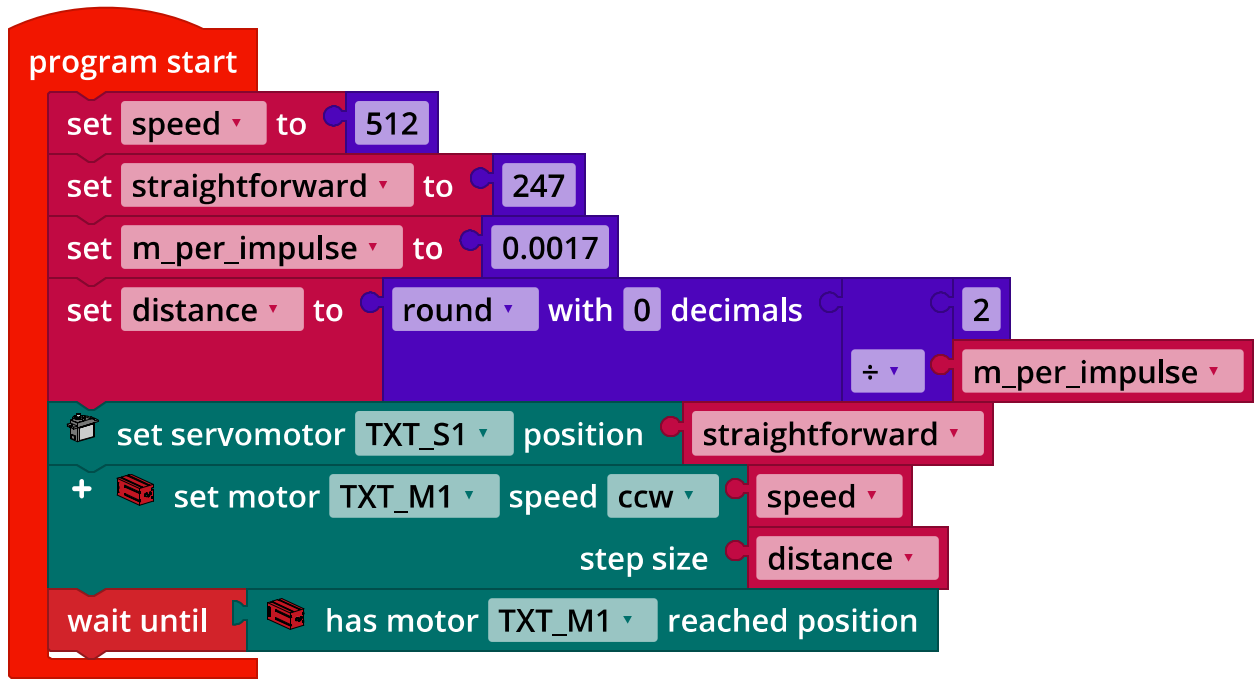 program start
set speed to 512
set straightforward to 247
set m_per_impulse to 0.0017
set distance to round with 0 decimals 2
÷ m_per_impulse
set servomotor TXT_S1 position straightforward
+ set motor TXT_M1 speed ccw speed
step size distance
wait until has motor TXT_M1 reached position